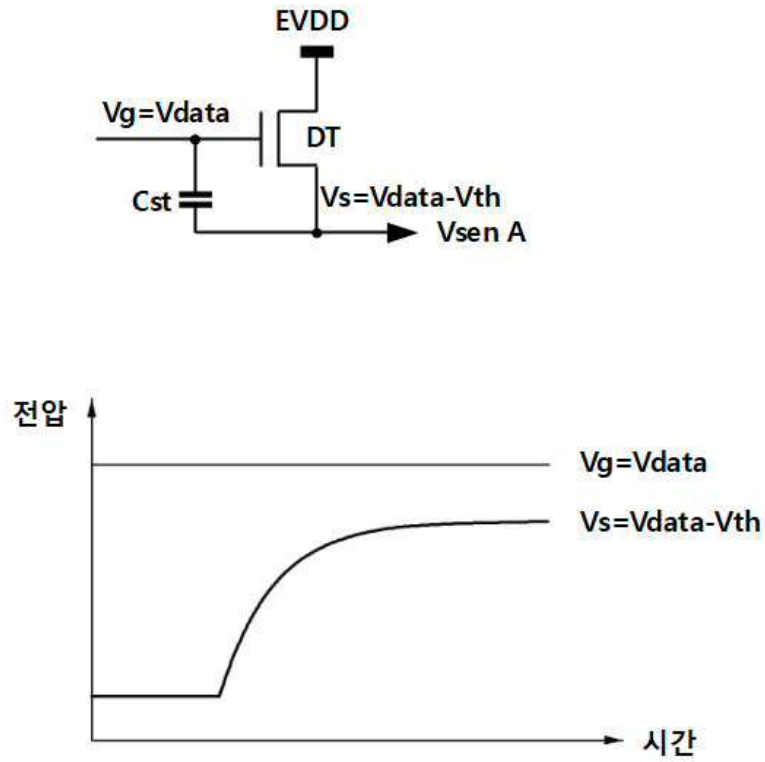 EVDD
Vg=Vdata
DT
Cst
Vs=Vdata-Vth
Vsen A
전압
Vg=Vdata
Vs=Vdata-Vth
시간